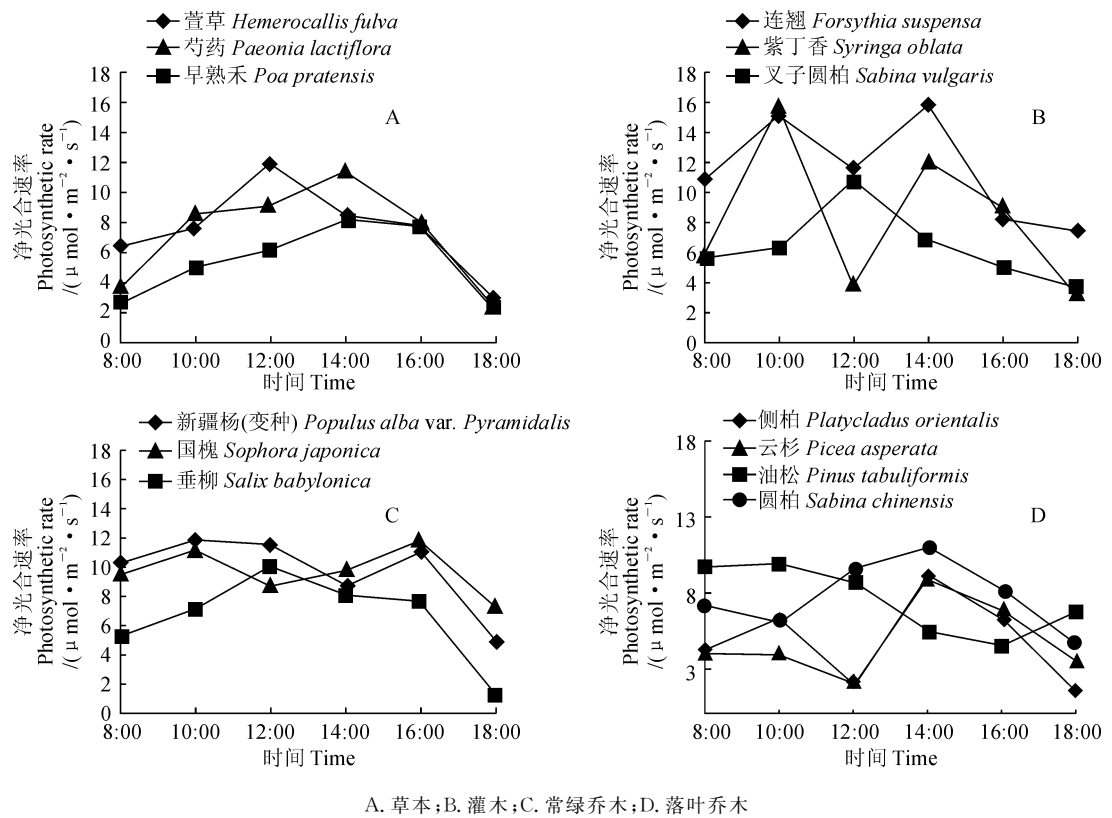 萱草 Hemerocallis fulva
芍药 Paeonia lactiflora
早熟禾 Poa pratensis
A
净光合速率
Photosynthetic rate
/(μ mol·m⁻²·s⁻¹)
18
16
14
12
10
8
6
4
2
0
8:00 10:00 12:00 14:00 16:00 18:00
时间 Time
连翘 Forsythia suspensa
紫丁香 Syringa oblata
叉子圆柏 Sabina vulgaris
B
净光合速率
Photosynthetic rate
/(μ mol·m⁻²·s⁻¹)
18
16
14
12
10
8
6
4
2
0
8:00 10:00 12:00 14:00 16:00 18:00
时间 Time
新疆杨(变种) Populus alba var. Pyramidalis
国槐 Sophora japonica
垂柳 Salix babylonica
C
净光合速率
Photosynthetic rate
/(μ mol·m⁻²·s⁻¹)
18
16
14
12
10
8
6
4
2
0
8:00 10:00 12:00 14:00 16:00 18:00
时间 Time
侧柏 Platycladus orientalis
云杉 Picea asperata
油松 Pinus tabuliformis
圆柏 Sabina chinensis
D
净光合速率
Photosynthetic rate
/(μ mol·m⁻²·s⁻¹)
18
13
8
3
8:00 10:00 12:00 14:00 16:00 18:00
时间 Time
A. 草本;B. 灌木;C. 常绿乔木;D. 落叶乔木